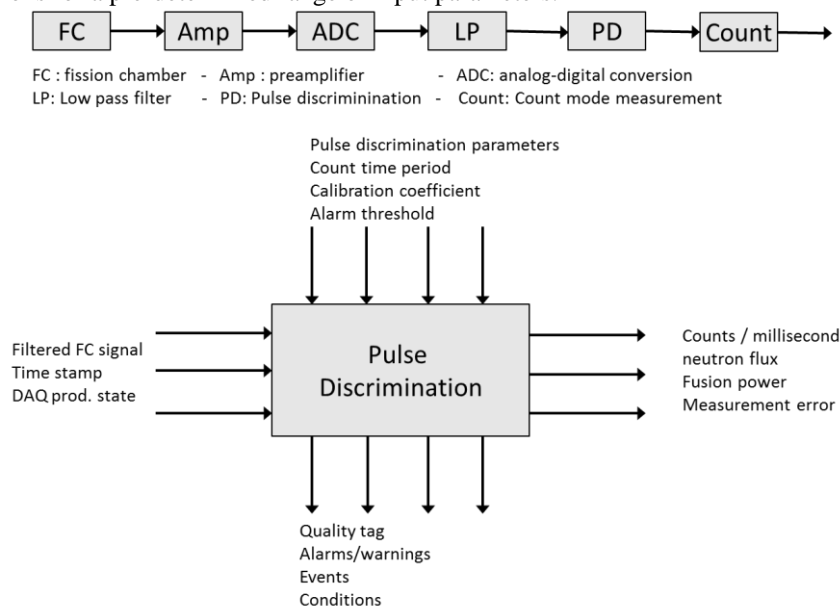 FC
Amp
ADC
LP
PD
Count
FC : fission chamber - Amp : preamplifier - ADC: analog-digital conversion
LP: Low pass filter - PD: Pulse discriminination - Count: Count mode measurement
Pulse discrimination parameters
Count time period
Calibration coefficient
Alarm threshold
Filtered FC signal
Time stamp
DAQ prod. state
Pulse
Discrimination
Counts / millisecond
neutron flux
Fusion power
Measurement error
Quality tag
Alarms/warnings
Events
Conditions